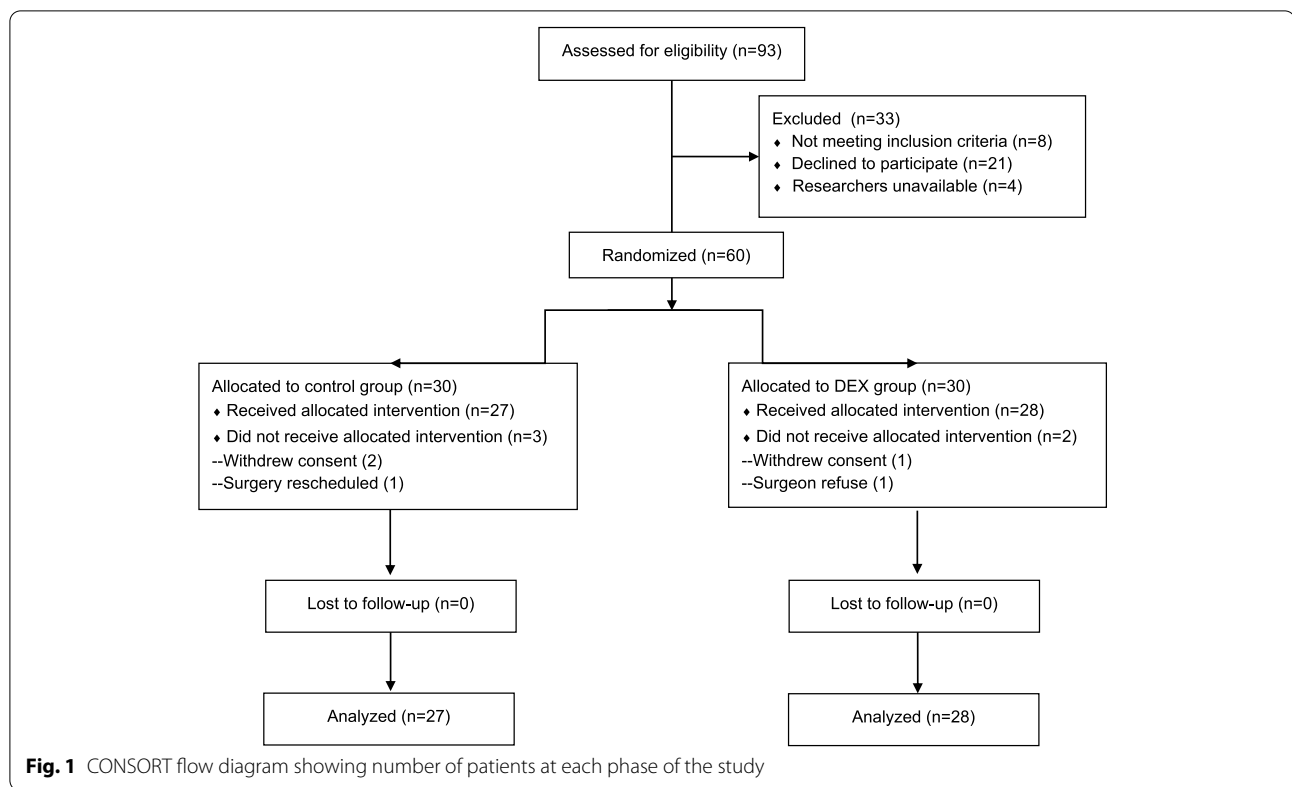 Assessed for eligibility (n=93)
Excluded (n=33)
♦ Not meeting inclusion criteria (n=8)
♦ Declined to participate (n=21)
♦ Researchers unavailable (n=4)
Randomized (n=60)
Allocated to control group (n=30)
♦ Received allocated intervention (n=27)
♦ Did not receive allocated intervention (n=3)
--Withdrew consent (2)
--Surgery rescheduled (1)
Allocated to DEX group (n=30)
♦ Received allocated intervention (n=28)
♦ Did not receive allocated intervention (n=2)
--Withdrew consent (1)
--Surgeon refuse (1)
Lost to follow-up (n=0)
Lost to follow-up (n=0)
Analyzed (n=27)
Analyzed (n=28)
Fig. 1 CONSORT flow diagram showing number of patients at each phase of the study